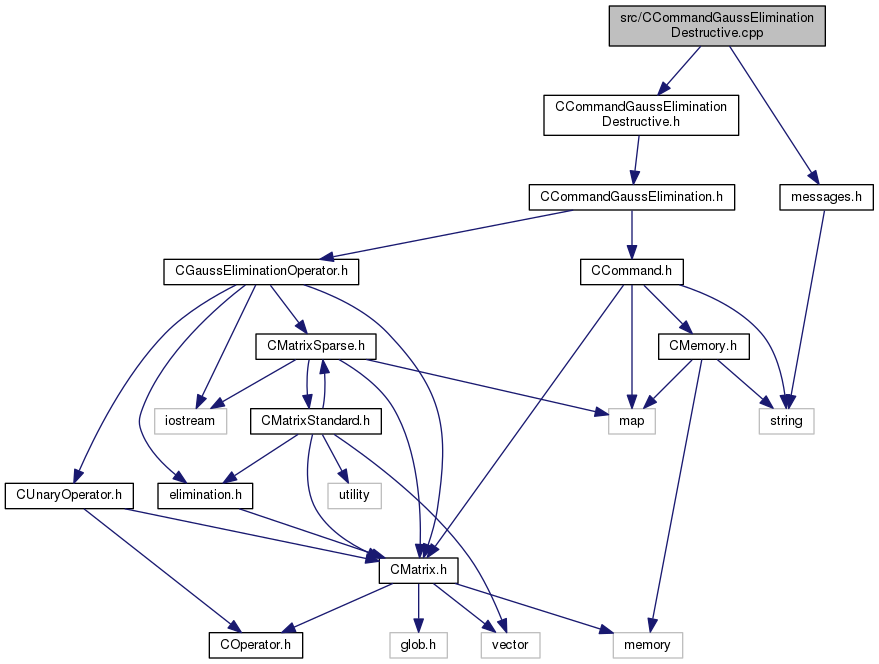 src/CCommandGaussElimination
Destructive.cpp
CCommandGaussElimination
Destructive.h
CCommandGaussElimination.h
messages.h
CGaussEliminationOperator.h
CCommand.h
CMatrixSparse.h
CMemory.h
iostream
CMatrixStandard.h
map
string
CUnaryOperator.h
elimination.h
utility
CMatrix.h
COperator.h
glob.h
vector
memory